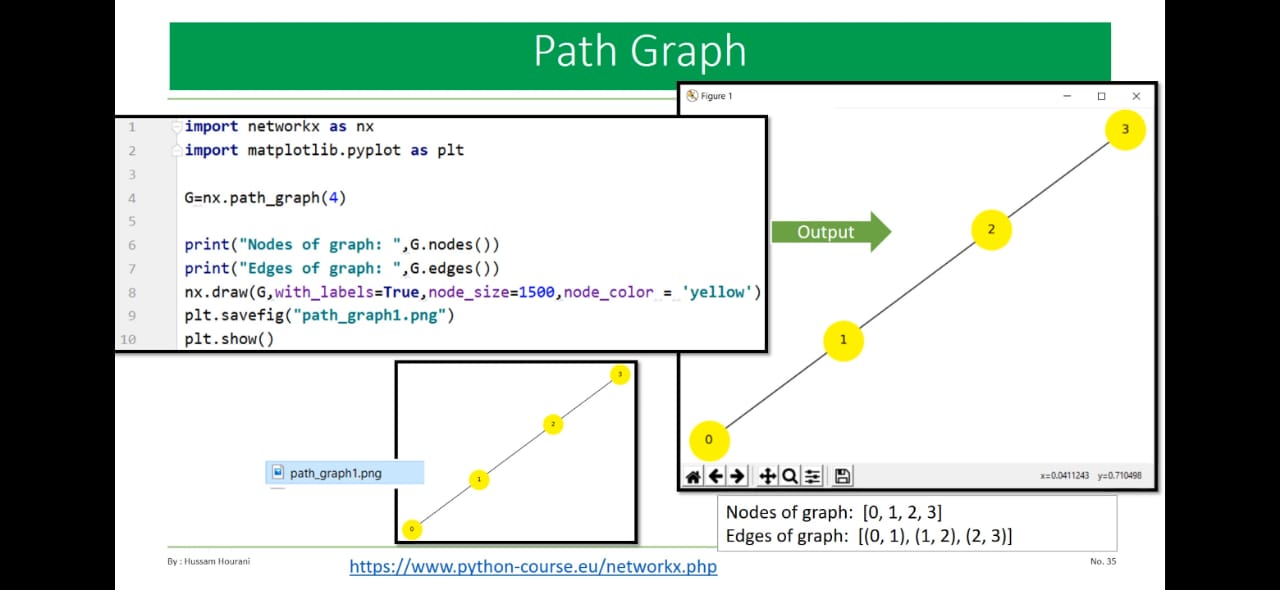 Path Graph
1 import networkx as nx
2 import matplotlib.pyplot as plt
3
4 G=nx.path_graph(4)
5
6 print("Nodes of graph: ",G.nodes())
7 print("Edges of graph: ",G.edges())
8 nx.draw(G,with_labels=True,node_size=1500,node_color = 'yellow')
9 plt.savefig("path_graph1.png")
10 plt.show()
Output
Figure 1
3
2
1
0
x=0.0411243 y=0.710498
3
2
1
0
path_graph1.png
Nodes of graph: [0, 1, 2, 3]
Edges of graph: [(0, 1), (1, 2), (2, 3)]
By : Hussam Hourani
https://www.python-course.eu/networkx.php
No. 35